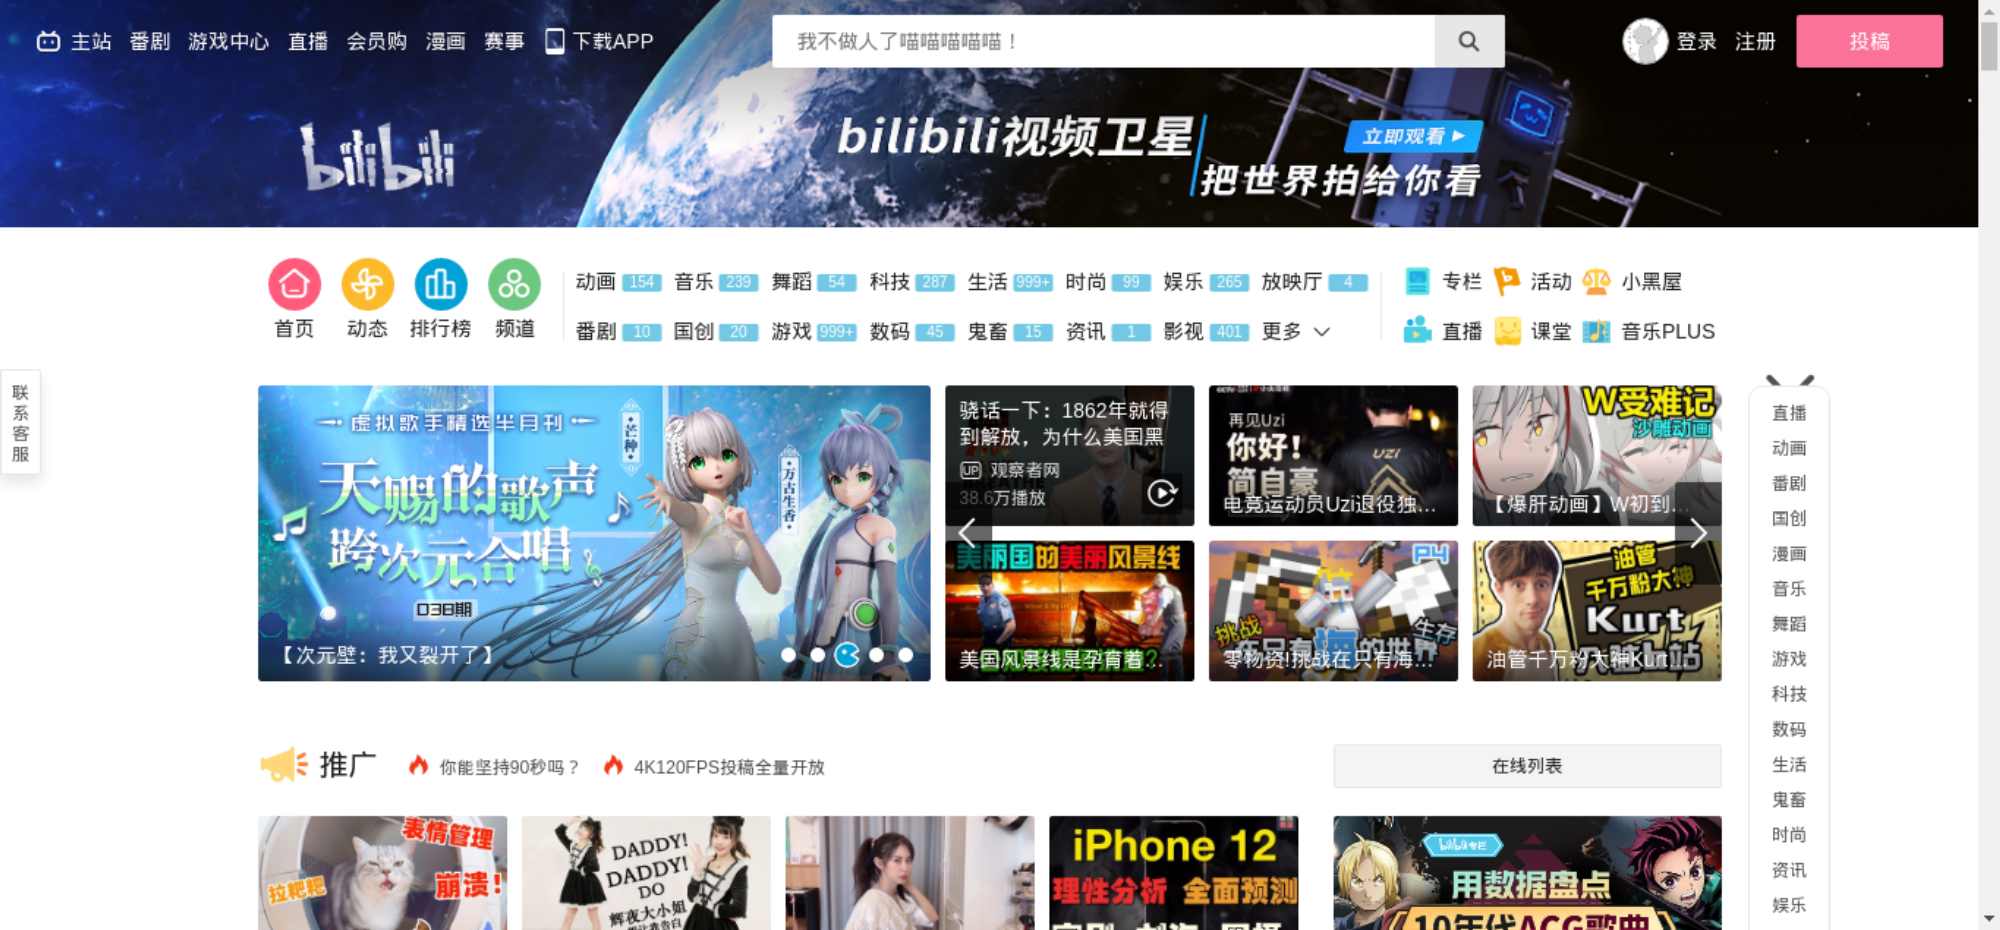 主站 番剧 游戏中心 直播 会员购 漫画 赛事 下载APP
我不做人了喵喵喵喵喵！
登录 注册 投稿
bilibili
bilibili视频卫星
立即观看
把世界拍给你看
首页 动态 排行榜 频道
动画 154 音乐 239 舞蹈 54 科技 287 生活 999+ 时尚 99 娱乐 265 放映厅 4
番剧 10 国创 20 游戏 999+ 数码 45 鬼畜 15 资讯 1 影视 401 更多
专栏 活动 小黑屋
直播 课堂 音乐PLUS
联系客服
虚拟歌手精选半月刊
芒种
万古生香
天赐的歌声
跨次元合唱
038期
【次元壁：我又裂开了】
骁话一下：1862年就得
到解放，为什么美国黑
UP 观察者网
38.6万播放
再见Uzi
你好！
简自豪
UZI
电竞运动员Uzi退役独...
W受难记
沙雕动画
【爆肝动画】W初到...
美丽国的美丽风景线
美国风景线是孕育着...
P4
挑战
生存
在只有海的世界
零物资!挑战在只有海...
油管
千万粉大神
Kurt
油管千万粉大神Kurt...
直播
动画
番剧
国创
漫画
音乐
舞蹈
游戏
科技
数码
生活
鬼畜
时尚
资讯
娱乐
推广 你能坚持90秒吗？ 4K120FPS投稿全量开放
在线列表
表情管理
拉粑粑
崩溃！
DADDY!
DADDY!
DO
辉夜大小姐
iPhone 12
理性分析 全面预测
bilibili专栏
用数据盘点
10年代ACG歌曲